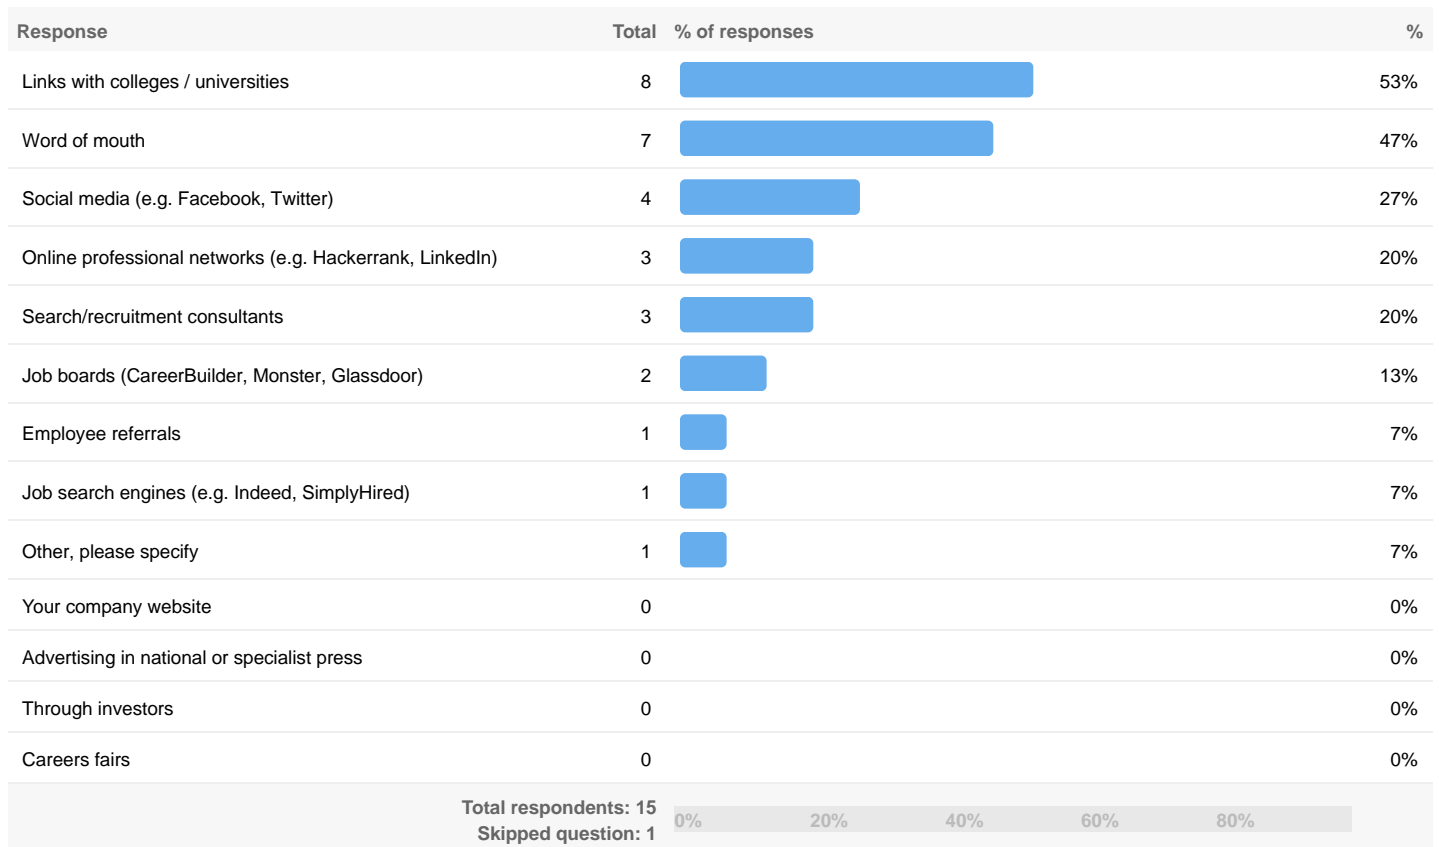 Response Total % of responses %
Links with colleges / universities 8 53%
Word of mouth 7 47%
Social media (e.g. Facebook, Twitter) 4 27%
Online professional networks (e.g. Hackerrank, LinkedIn) 3 20%
Search/recruitment consultants 3 20%
Job boards (CareerBuilder, Monster, Glassdoor) 2 13%
Employee referrals 1 7%
Job search engines (e.g. Indeed, SimplyHired) 1 7%
Other, please specify 1 7%
Your company website 0 0%
Advertising in national or specialist press 0 0%
Through investors 0 0%
Careers fairs 0 0%
Total respondents: 15
Skipped question: 1
0% 20% 40% 60% 80%